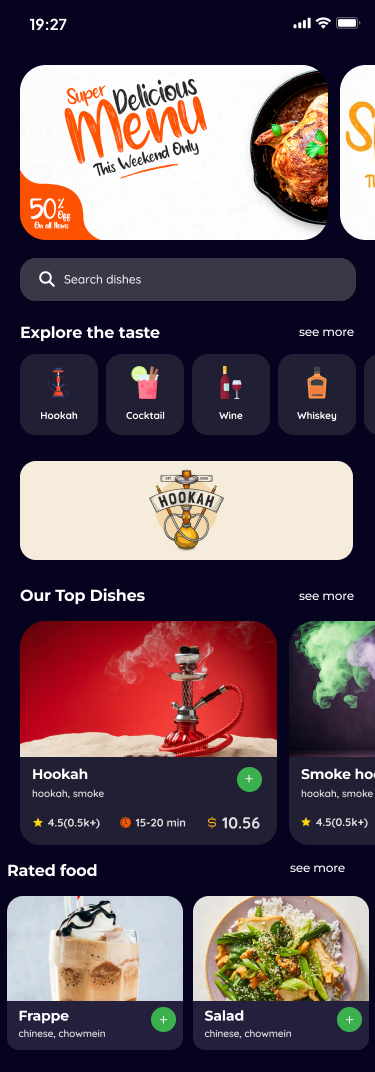 19:27
Super Delicious
Menu
This Weekend Only
50% Off
On all Items
Sp
Th
Search dishes
Explore the taste
see more
Hookah
Cocktail
Wine
Whiskey
HOOKAH
Our Top Dishes
see more
Hookah
hookah, smoke
4.5(0.5k+)
15-20 min
$ 10.56
Smoke hoo
hookah, smoke
4.5(0.5k+)
Rated food
see more
Frappe
chinese, chowmein
Salad
chinese, chowmein